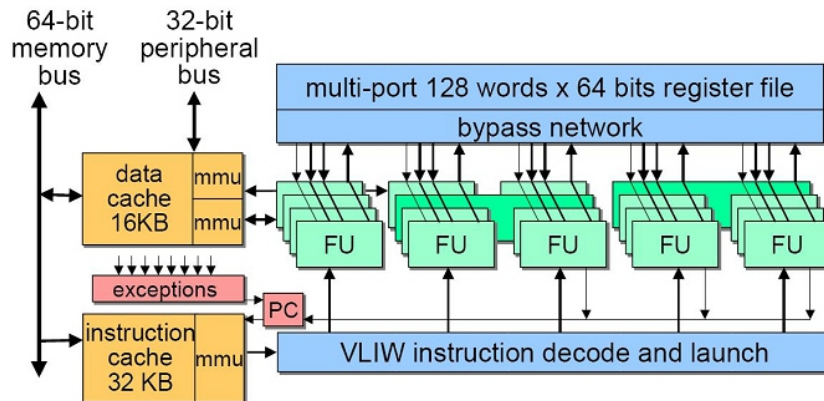 64-bit
memory
bus
32-bit
peripheral
bus
multi-port 128 words x 64 bits register file
bypass network
data
cache
16KB
mmu
mmu
FU
FU
FU
FU
FU
exceptions
PC
instruction
cache
32 KB
mmu
VLIW instruction decode and launch